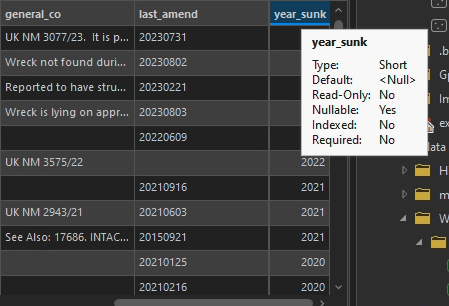 general_co last_amend year_sunk
UK NM 3077/23. It is p... 20230731
Wreck not found duri... 20230802
Reported to have stru... 20230221
Wreck is lying on appr... 20230803
20220609
UK NM 3575/22 2022
20210916 2021
UK NM 2943/21 20210603 2021
See Also: 17686. INTAC... 20150921 2021
20210125 2020
20210216 2020
year_sunk
Type: Short
Default: <Null>
Read-Only: No
Nullable: Yes
Indexed: No
Required: No
.b
G
Im
ex
data
H
m
W